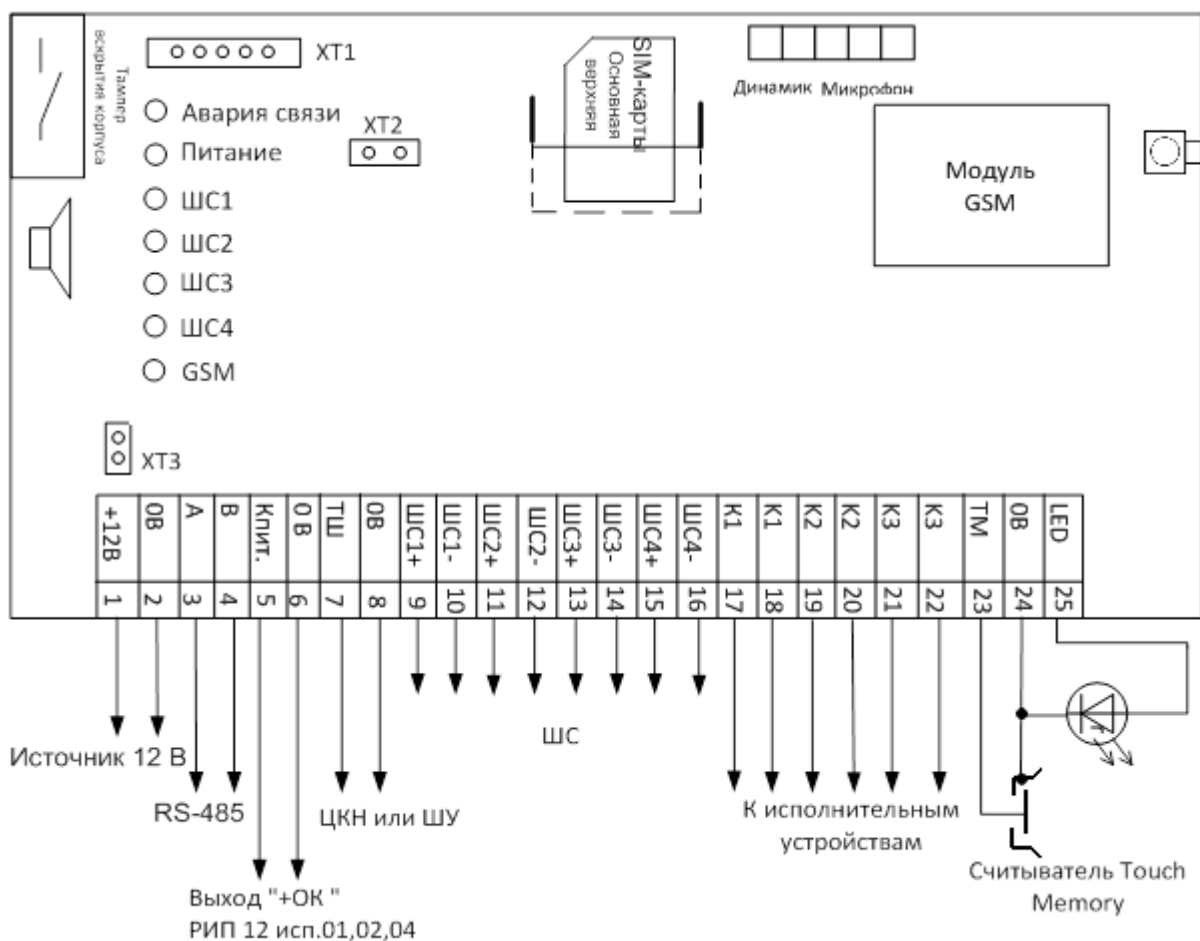 Тампер
вскрытия корпуса
XT1
Авария связи
Питание
ШС1
ШС2
ШС3
ШС4
GSM
XT2
SIM-карты
Основная
верхняя
Динамик Микрофон
Модуль
GSM
XT3
+12В 0В А В Кпит. 0 В ТШ 0В ШС1+ ШС1- ШС2+ ШС2- ШС3+ ШС3- ШС4+ ШС4- К1 К1 К2 К2 К3 К3 ТМ 0В LED
1 2 3 4 5 6 7 8 9 10 11 12 13 14 15 16 17 18 19 20 21 22 23 24 25
Источник 12 В
RS-485
ЦКН или ШУ
Выход "+ОК "
РИП 12 исп.01,02,04
ШС
К исполнительным
устройствам
Считыватель Touch
Memory